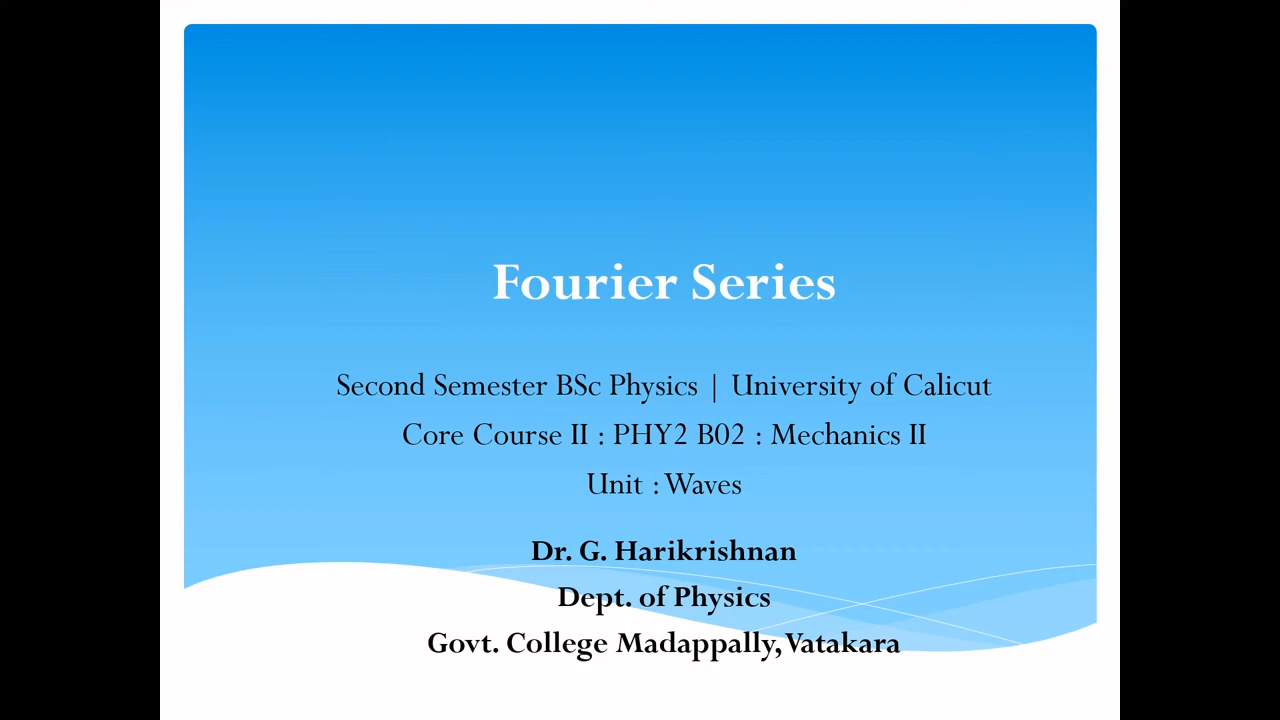 Fourier Series
Second Semester BSc Physics | University of Calicut
Core Course II : PHY2 B02 : Mechanics II
Unit : Waves
Dr. G. Harikrishnan
Dept. of Physics
Govt. College Madappally, Vatakara